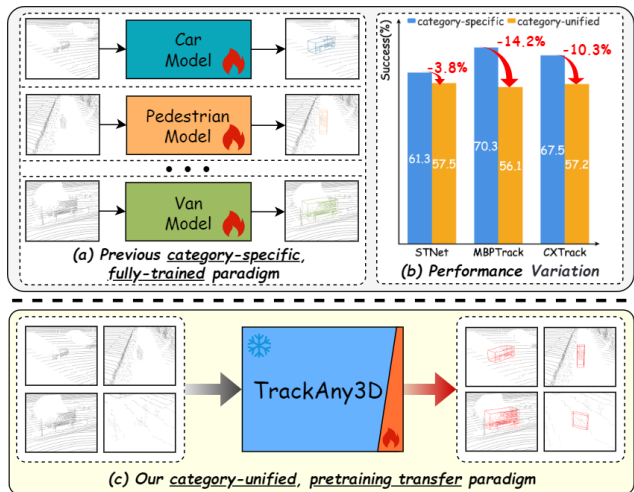 Car
Model
Pedestrian
Model
Van
Model
(a) Previous category-specific,
fully-trained paradigm
Success(%)
category-specific
category-unified
-3.8%
-14.2%
-10.3%
61.3
57.5
70.3
56.1
67.5
57.2
STNet
MBPTrack
CXTrack
(b) Performance Variation
TrackAny3D
(c) Our category-unified, pretraining transfer paradigm